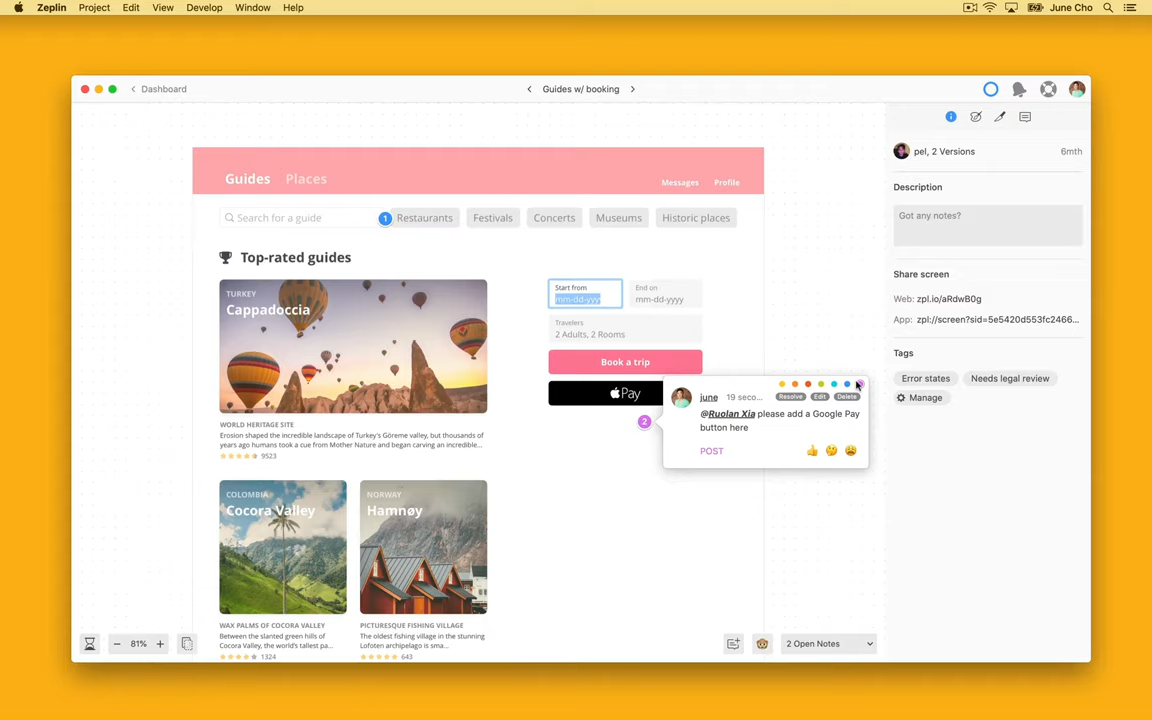 Zeplin Project Edit View Develop Window Help
June Cho
Dashboard
Guides w/ booking
pel, 2 Versions 6mth
Description
Got any notes?
Share screen
Web: zpl.io/aRdwB0g
App: zpl://screen?sid=5e5420d553fc2466...
Tags
Error states Needs legal review
Manage
Guides Places
Messages Profile
Search for a guide 1 Restaurants Festivals Concerts Museums Historic places
Top-rated guides
TURKEY
Cappadoccia
WORLD HERITAGE SITE
Erosion shaped the incredible landscape of Turkey's Göreme valley, but thousands of
years ago humans took a cue from Mother Nature and began carving an incredible...
9523
COLOMBIA
Cocora Valley
WAX PALMS OF COCORA VALLEY
Between the slanted green hills of
Cocora Valley, the world's tallest pa...
1324
NORWAY
Hamnøy
PICTURESQUE FISHING VILLAGE
The oldest fishing village in the stunning
Lofoten archipelago is sma...
643
Start from
mm-dd-yyy
End on
mm-dd-yyyy
Travelers
2 Adults, 2 Rooms
Book a trip
Pay
2
june 19 seco... Resolve Edit Delete
@Ruolan Xia please add a Google Pay
button here
POST
81%
2 Open Notes